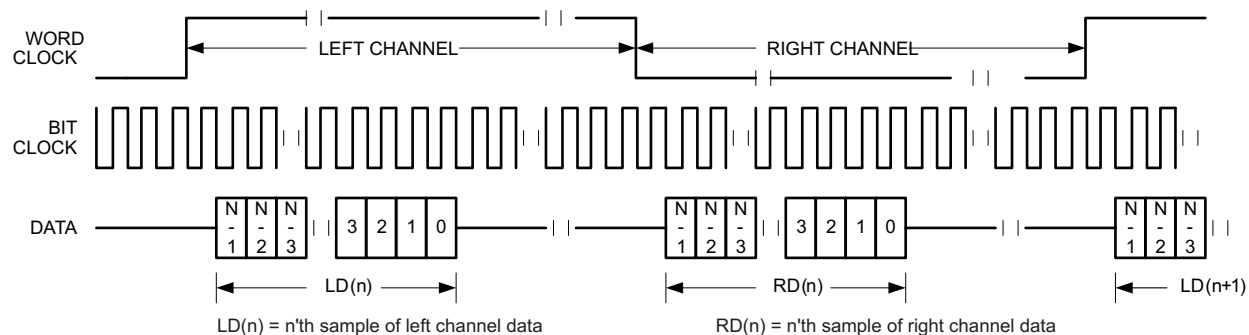 WORD
CLOCK
LEFT CHANNEL
RIGHT CHANNEL
BIT
CLOCK
DATA
N-1 N-2 N-3 3 2 1 0 N-1 N-2 N-3 3 2 1 0 N-1 N-2 N-3
LD(n) RD(n) LD(n+1)
LD(n) = n'th sample of left channel data
RD(n) = n'th sample of right channel data